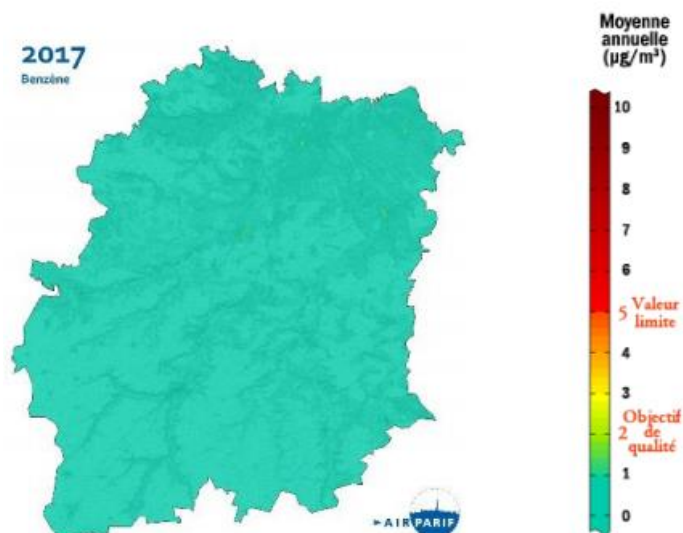 2017
Benzène
Moyenne
annuelle
(µg/m³)
10
9
8
7
6
5 Valeur
limite
4
3
Objectif
2 de
qualité
1
0
AIRPARIF